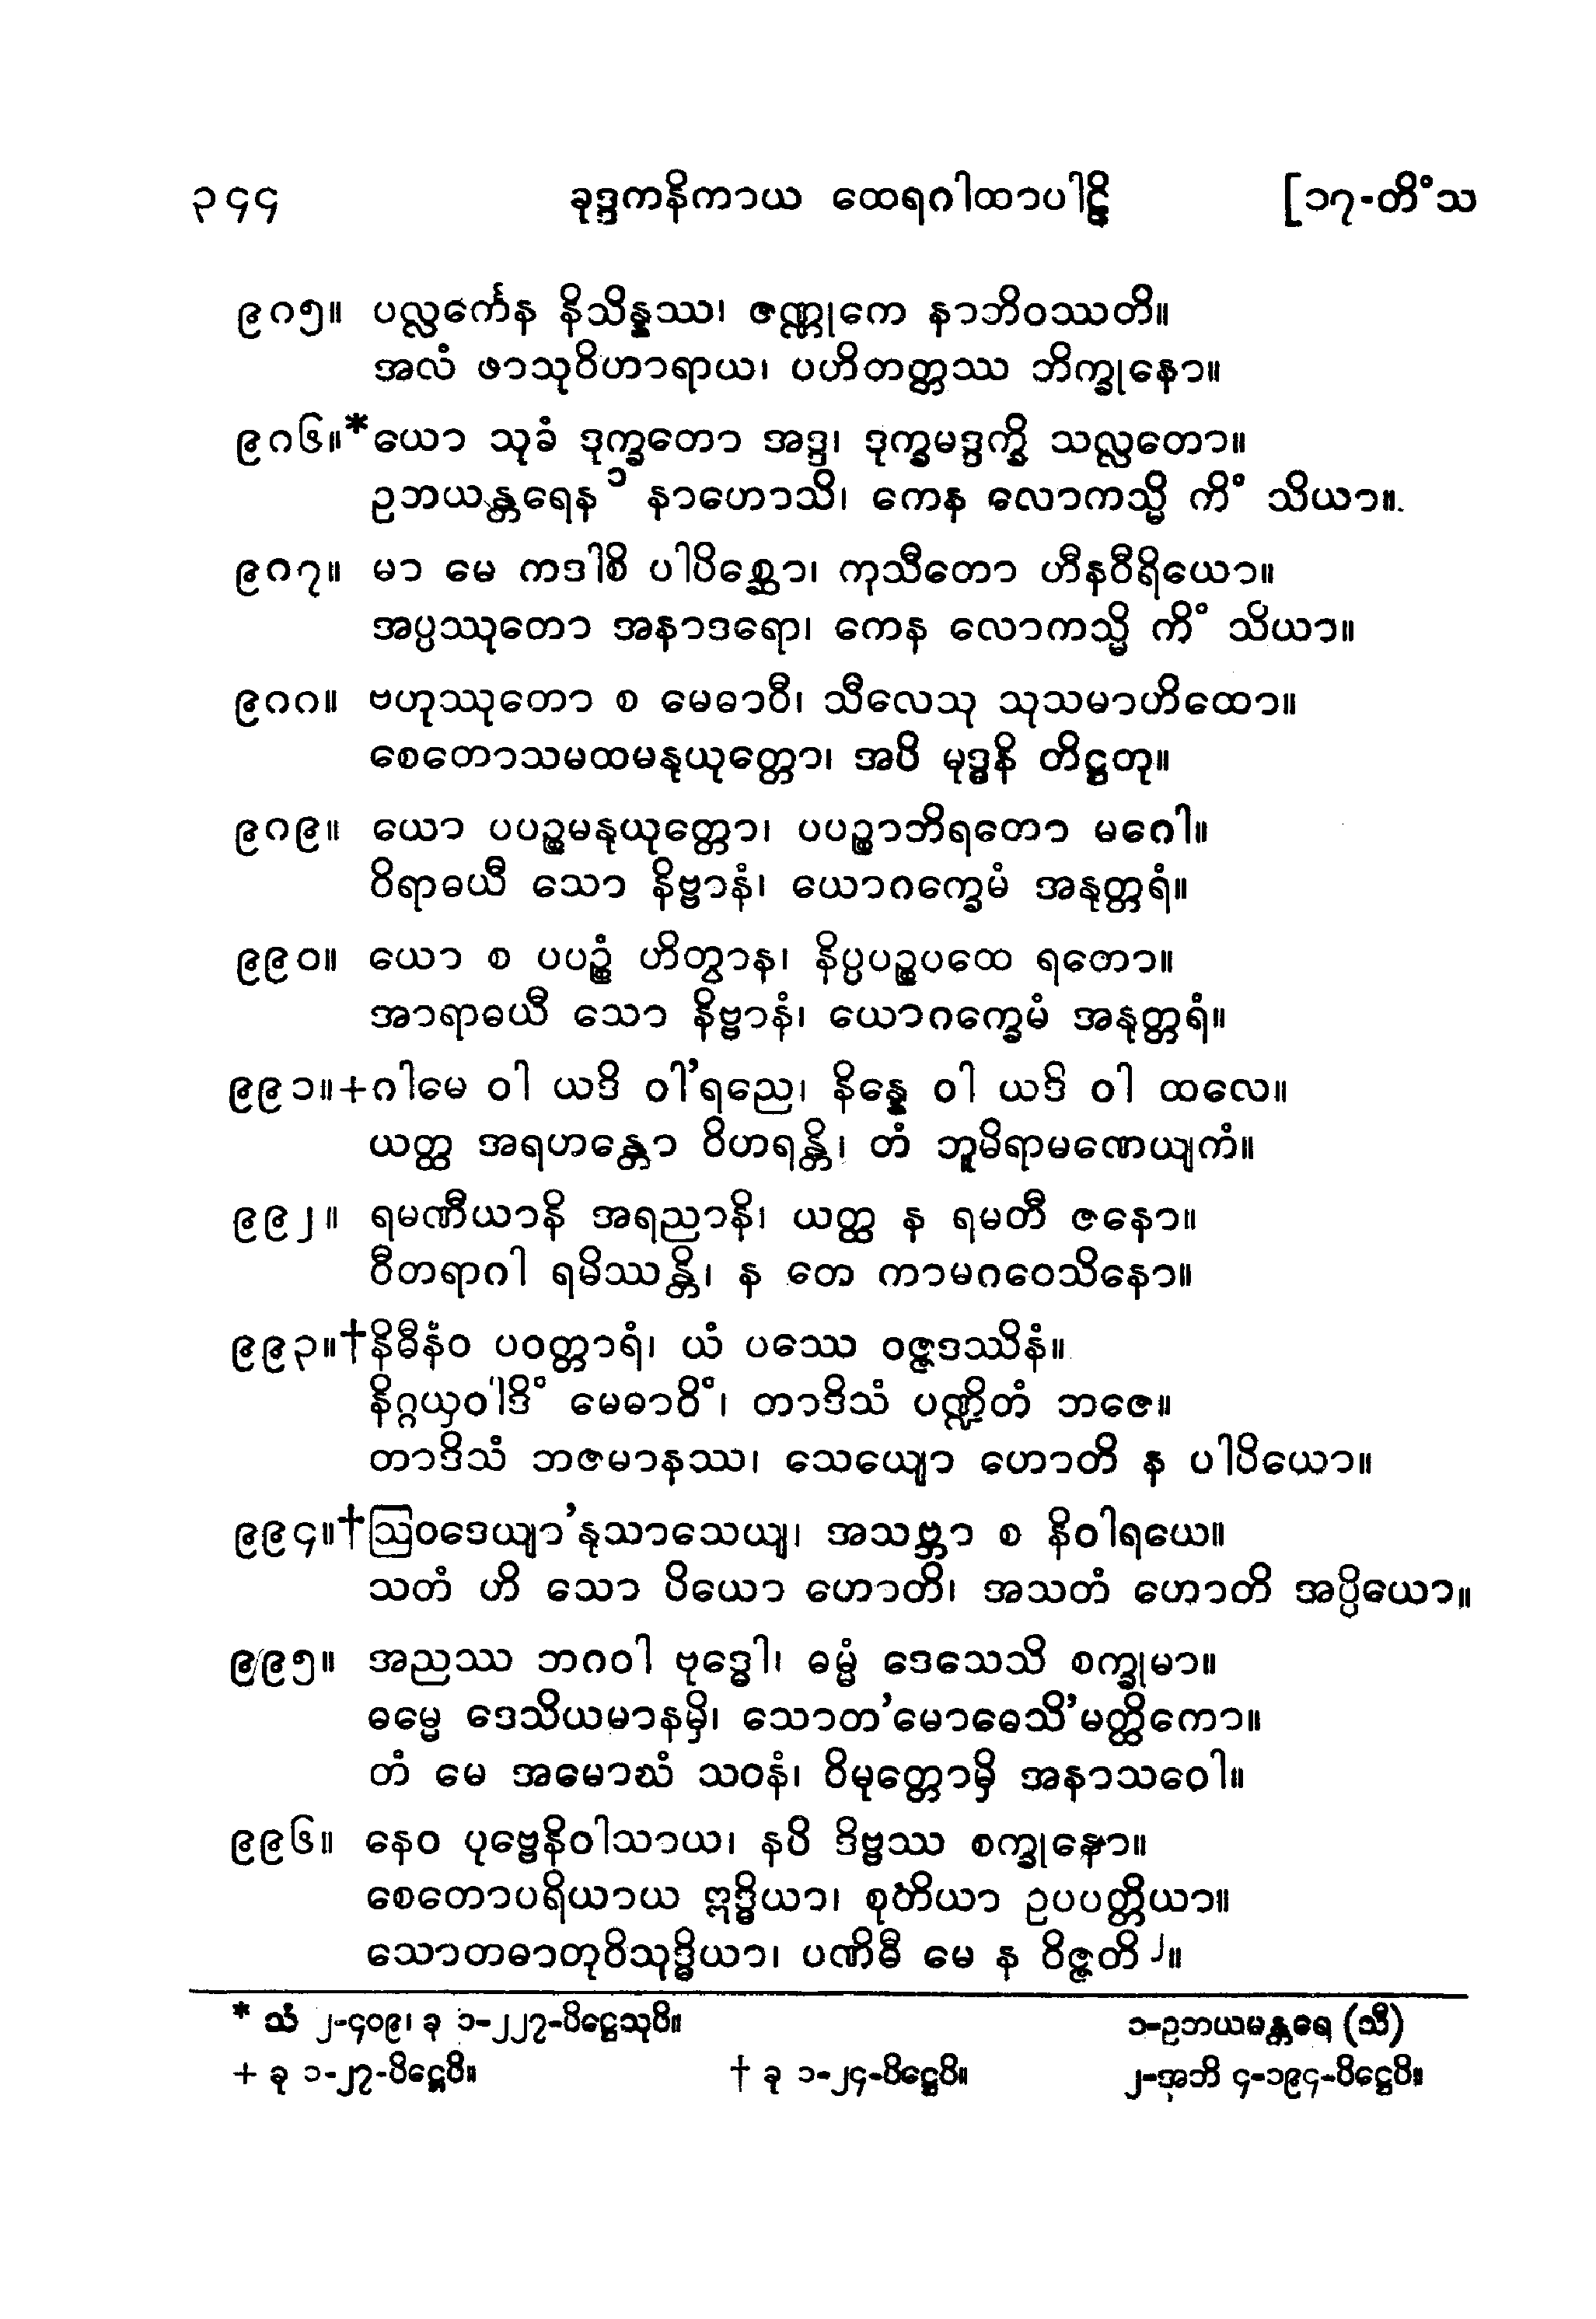 ၃၄၄ ခုဒ္ဒကနိကာယ ထေရဂါထာပါဠိ [၁၇-တိံသ
၉၈၅။ ပလ္လင်္ကေန နိသိန္နဿ၊ ဇဏ္ဏုကေ နာဘိဝဿတိ။
အလံ ဖာသုဝိဟာရာယ၊ ပဟိတတ္တဿ ဘိက္ခုနော။
၉၈၆။*ယော သုခံ ဒုက္ခတော အဒ္ဒ၊ ဒုက္ခမဒ္ဒက္ခိ သလ္လတော။
ဥဘယန္တရေန ၁ နာဟောသိ၊ ကေန လောကသ္မိံ ကိံ သိယာ။
၉၈၇။ မာ မေ ကဒါစိ ပါပိစ္ဆော၊ ကုသီတော ဟီနဝီရိယော။
အပ္ပဿုတော အနာဒရော၊ ကေန လောကသ္မိံ ကိံ သိယာ။
၉၈၈။ ဗဟုဿုတော စ မေဓာဝီ၊ သီလေသု သုသမာဟိတော။
စေတောသမထမနုယုတ္တော၊ အပိ မုဒ္ဓနိ တိဋ္ဌတု။
၉၈၉။ ယော ပပဉ္စမနုယုတ္တော၊ ပပဉ္စာဘိရတော မဂေါ။
ဝိရာဓယီ သော နိဗ္ဗာနံ၊ ယောဂက္ခေမံ အနုတ္တရံ။
၉၉၀။ ယော စ ပပဉ္စံ ဟိတွာန၊ နိပ္ပပဉ္စပထေ ရတော။
အာရာဓယီ သော နိဗ္ဗာနံ၊ ယောဂက္ခေမံ အနုတ္တရံ။
၉၉၁။+ဂါမေ ဝါ ယဒိ ဝါ’ရညေ၊ နိန္နေ ဝါ ယဒိ ဝါ ထလေ။
ယတ္ထ အရဟန္တော ဝိဟရန္တိ၊ တံ ဘူမိရာမဏေယျကံ။
၉၉၂။ ရမဏီယာနိ အရညာနိ၊ ယတ္ထ န ရမတီ ဇနော။
ဝီတရာဂါ ရမိဿန္တိ၊ န တေ ကာမဂဝေသိနော။
၉၉၃။†နိဓီနံဝ ပဝတ္တာရံ၊ ယံ ပဿေ ဝဇ္ဇဒဿိနံ။
နိဂ္ဂယှဝါဒိံ မေဓာဝိံ၊ တာဒိသံ ပဏ္ဍိတံ ဘဇေ။
တာဒိသံ ဘဇမာနဿ၊ သေယျော ဟောတိ န ပါပိယော။
၉၉၄။†ဩဝဒေယျာ’နုသာသေယျ၊ အသဗ္ဘာ စ နိဝါရယေ။
သတံ ဟိ သော ပိယော ဟောတိ၊ အသတံ ဟောတိ အပ္ပိယော။
၉၉၅။ အညဿ ဘဂဝါ ဗုဒ္ဓေါ၊ ဓမ္မံ ဒေသေသိ စက္ခုမာ။
ဓမ္မေ ဒေသိယမာနမှိ၊ သောတ’မောဓေသိ’မတ္ထိကော။
တံ မေ အမောဃံ သဝနံ၊ ဝိမုတ္တောမှိ အနာသဝေါ။
၉၉၆။ နေဝ ပုဗ္ဗေနိဝါသာယ၊ နပိ ဒိဗ္ဗဿ စက္ခုနော။
စေတောပရိယာယ ဣဒ္ဓိယာ၊ စုတိယာ ဥပပတ္တိယာ။
သောတဓာတုဝိသုဒ္ဓိယာ၊ ပဏိဓီ မေ န ဝိဇ္ဇတိ ၂။
* သံ ၂-၄၀၉၊ ခု ၁-၂၂၇-ပိဋ္ဌေသုပိ။ ၁-ဥဘယမန္တရေ (သီ)
+ ခု ၁-၂၇-ပိဋ္ဌေပိ။ † ခု ၁-၂၄-ပိဋ္ဌေပိ။ ၂-အဘိ ၄-၁၉၄-ပိဋ္ဌေပိ။